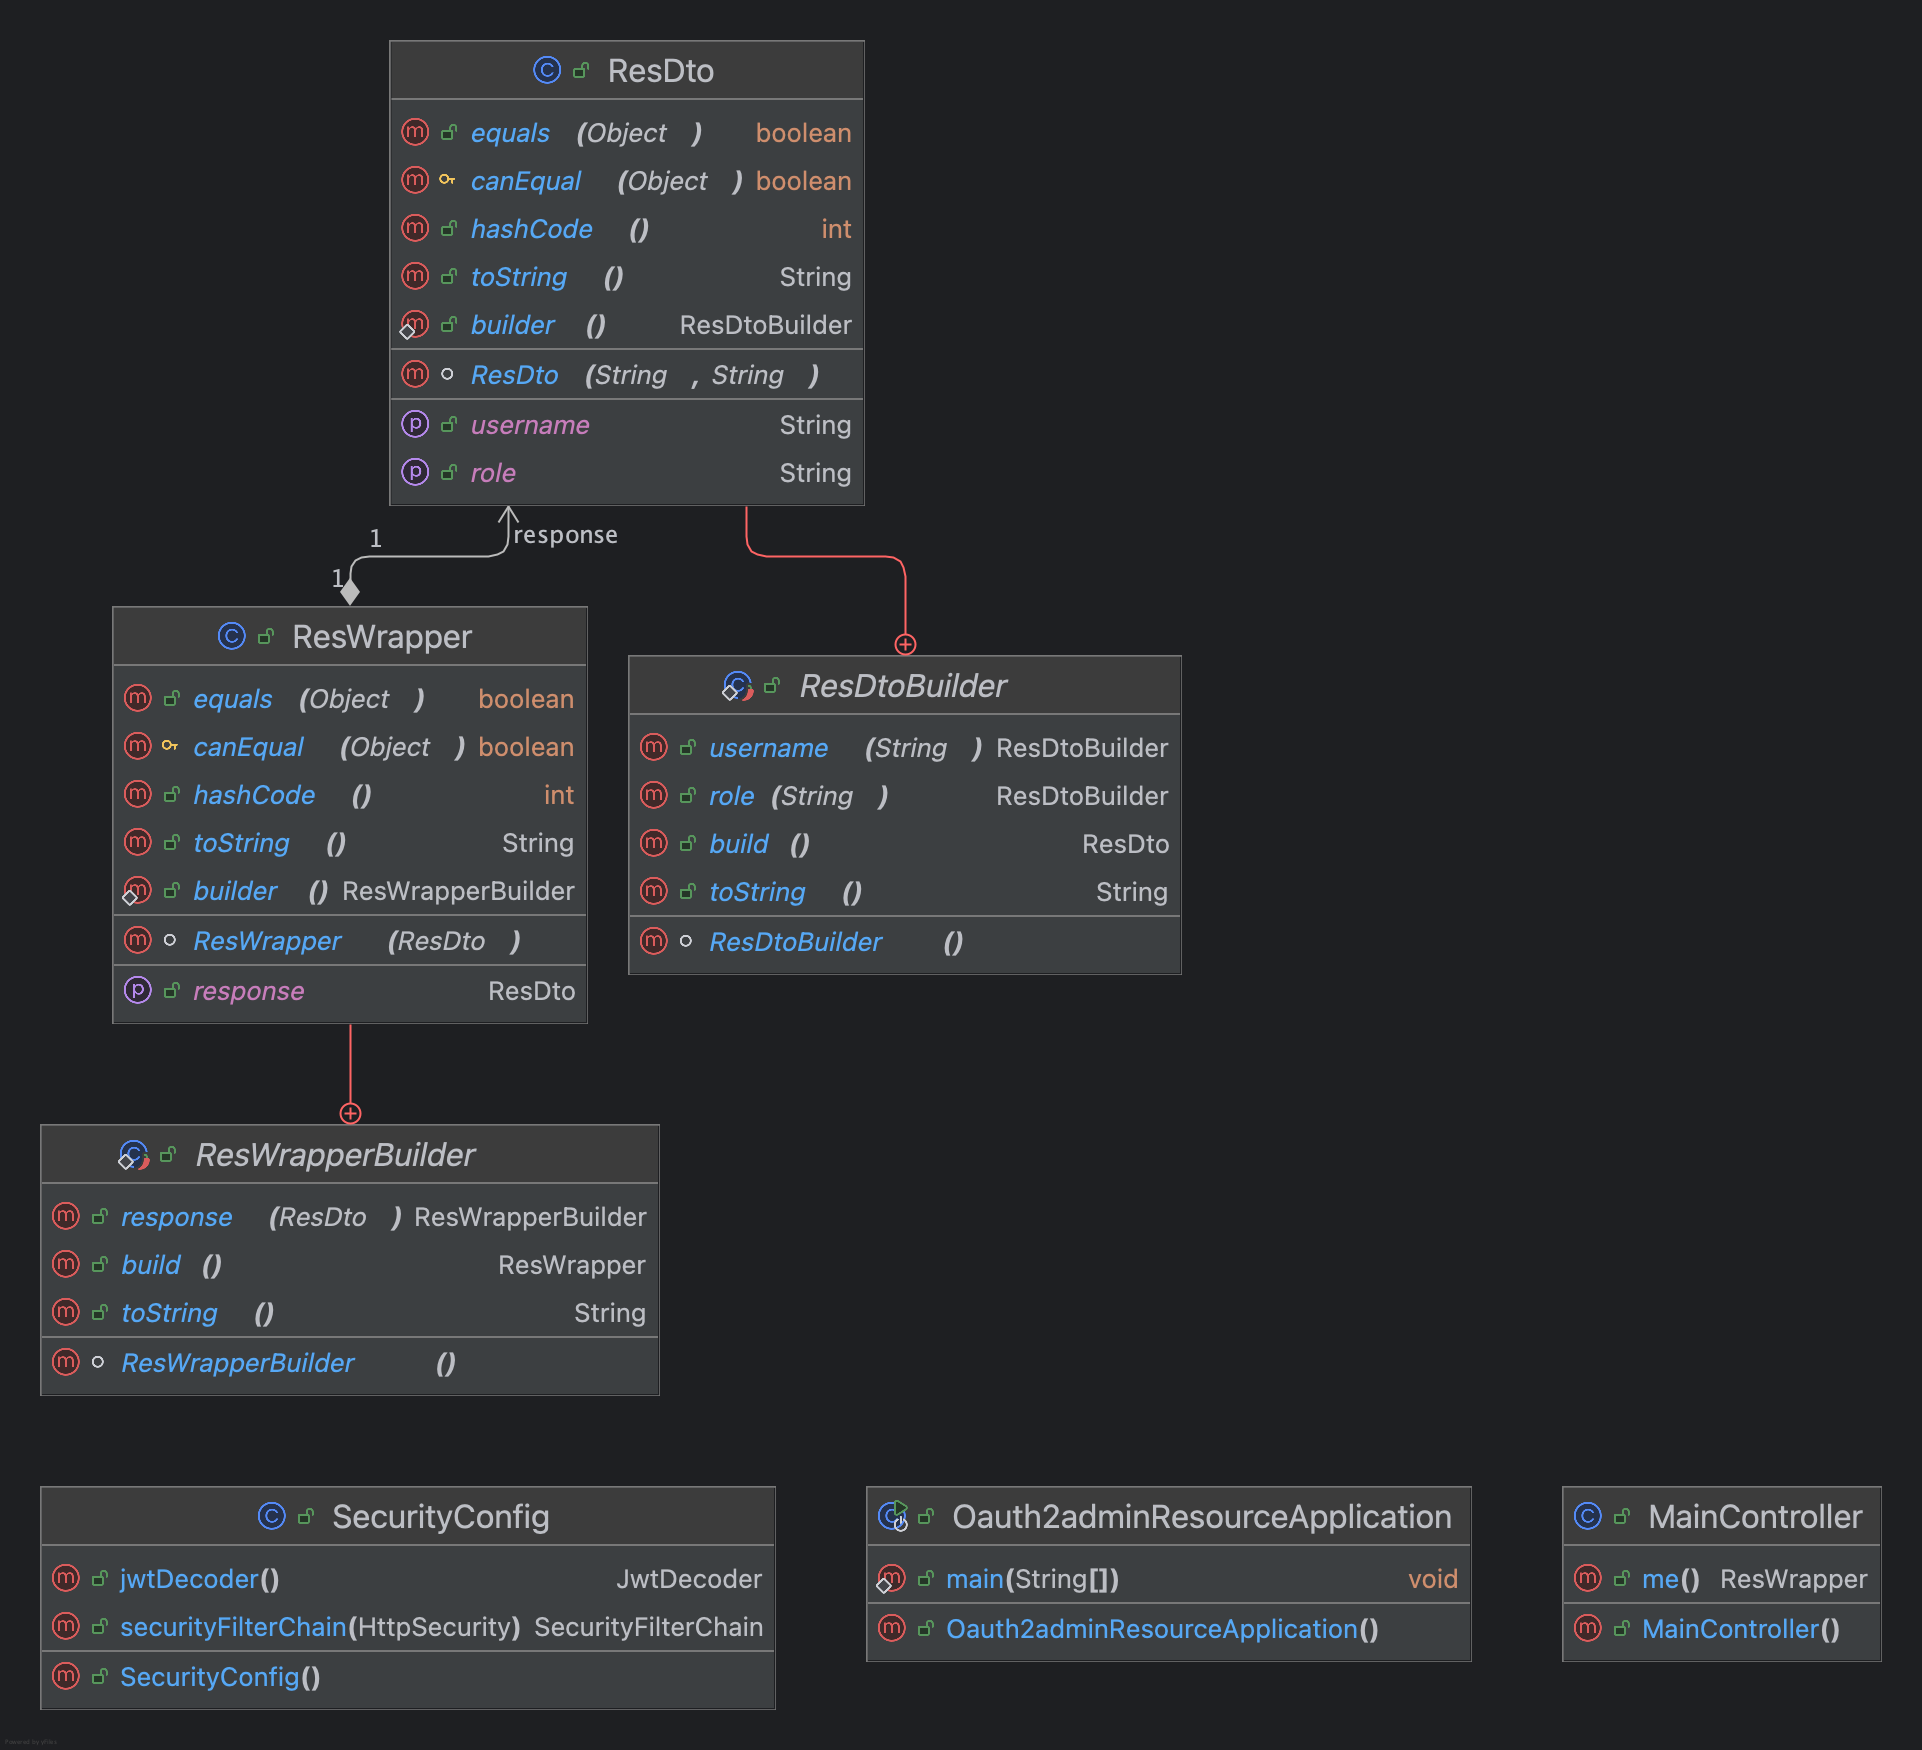 ResDto
equals (Object ) boolean
canEqual (Object ) boolean
hashCode () int
toString () String
builder () ResDtoBuilder
ResDto (String , String )
username String
role String
1
response
1
ResWrapper
equals (Object ) boolean
canEqual (Object ) boolean
hashCode () int
toString () String
builder () ResWrapperBuilder
ResWrapper (ResDto )
response ResDto
ResDtoBuilder
username (String ) ResDtoBuilder
role (String ) ResDtoBuilder
build () ResDto
toString () String
ResDtoBuilder ()
ResWrapperBuilder
response (ResDto ) ResWrapperBuilder
build () ResWrapper
toString () String
ResWrapperBuilder ()
SecurityConfig
jwtDecoder() JwtDecoder
securityFilterChain(HttpSecurity) SecurityFilterChain
SecurityConfig()
Oauth2adminResourceApplication
main(String[]) void
Oauth2adminResourceApplication()
MainController
me() ResWrapper
MainController()
Powered by yFiles